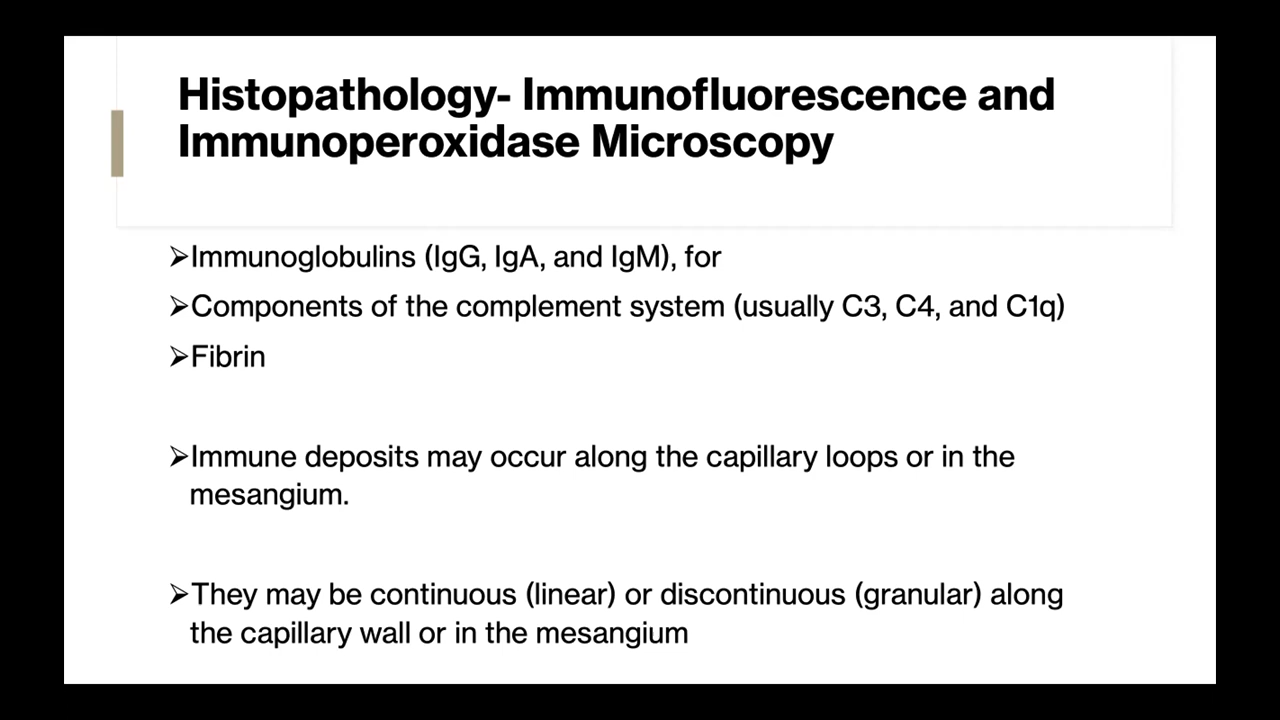 Histopathology- Immunofluorescence and
Immunoperoxidase Microscopy
➢Immunoglobulins (IgG, IgA, and IgM), for
➢Components of the complement system (usually C3, C4, and C1q)
➢Fibrin
➢Immune deposits may occur along the capillary loops or in the
mesangium.
➢They may be continuous (linear) or discontinuous (granular) along
the capillary wall or in the mesangium